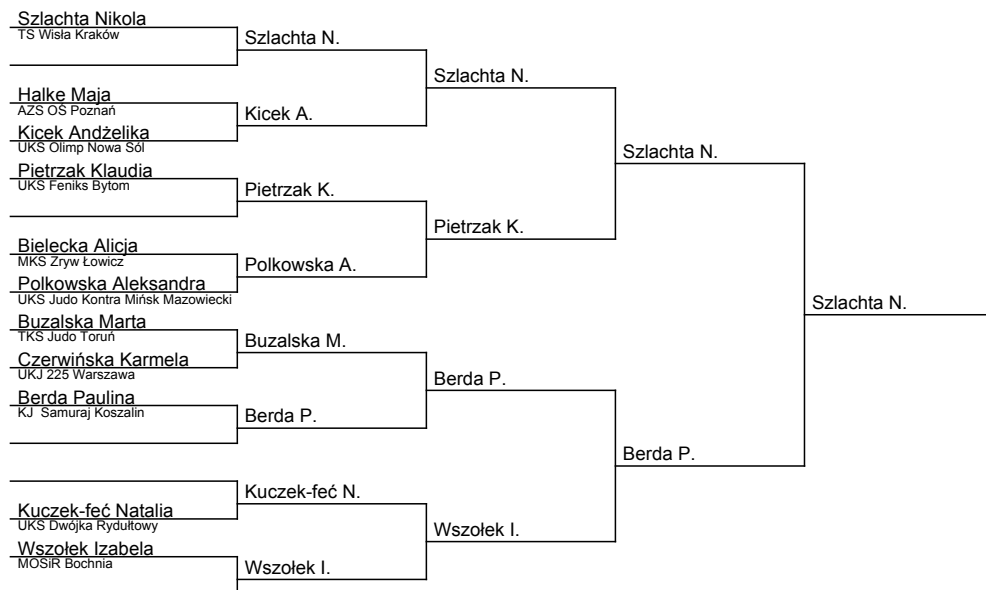 Szlachta Nikola
TS Wisła Kraków
Szlachta N.
Szlachta N.
Halke Maja
AZS OŚ Poznań
Kicek A.
Kicek Andżelika
UKS Olimp Nowa Sól
Szlachta N.
Pietrzak Klaudia
UKS Feniks Bytom
Pietrzak K.
Pietrzak K.
Bielecka Alicja
MKS Zryw Łowicz
Polkowska A.
Polkowska Aleksandra
UKS Judo Kontra Mińsk Mazowiecki
Szlachta N.
Buzalska Marta
TKS Judo Toruń
Buzalska M.
Czerwińska Karmela
UKJ 225 Warszawa
Berda P.
Berda Paulina
KJ Samuraj Koszalin
Berda P.
Berda P.
Kuczek-feć N.
Kuczek-feć Natalia
UKS Dwójka Rydułtowy
Wszołek I.
Wszołek Izabela
MOSiR Bochnia
Wszołek I.